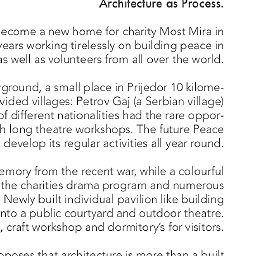 Architecture as Process.
ecome a new home for charity Most Mira in
years working tirelessly on building peace in
as well as volunteers from all over the world.
ground, a small place in Prijedor 10 kilome-
vided villages: Petrov Gaj (a Serbian village)
of different nationalities had the rare oppor-
h long theatre workshops. The future Peace
develop its regular activities all year round.
emory from the recent war, while a colourful
the charities drama program and numerous
Newly built individual pavilion like building
nto a public courtyard and outdoor theatre.
, craft workshop and dormitory's for visitors.
poses that architecture is more than a built